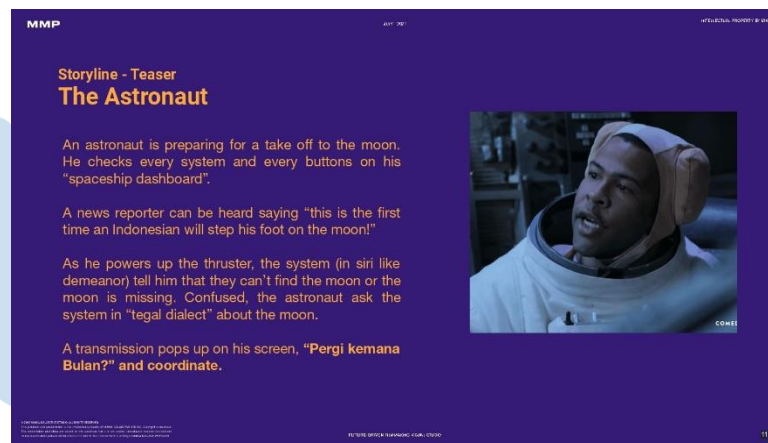 MMP
JULY 2021
Storyline - Teaser
The Astronaut
An astronaut is preparing for a take off to the moon.
He checks every system and every buttons on his
“spaceship dashboard”.
A news reporter can be heard saying “this is the first
time an Indonesian will step his foot on the moon!”
As he powers up the thruster, the system (in siri like
demeanor) tell him that they can’t find the moon or the
moon is missing. Confused, the astronaut ask the
system in “tegal dialect” about the moon.
A transmission pops up on his screen, “Pergi kemana
Bulan?” and coordinate.
COMED
11